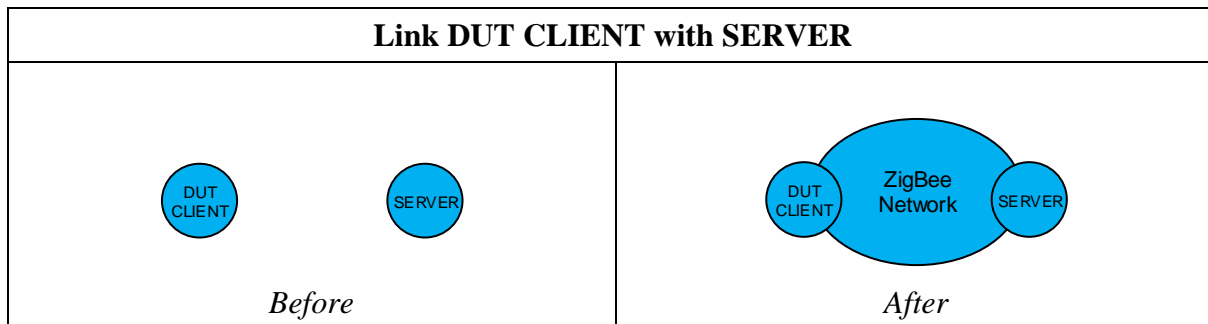 Link DUT CLIENT with SERVER
DUT
CLIENT
SERVER
Before
DUT
CLIENT
ZigBee
Network
SERVER
After